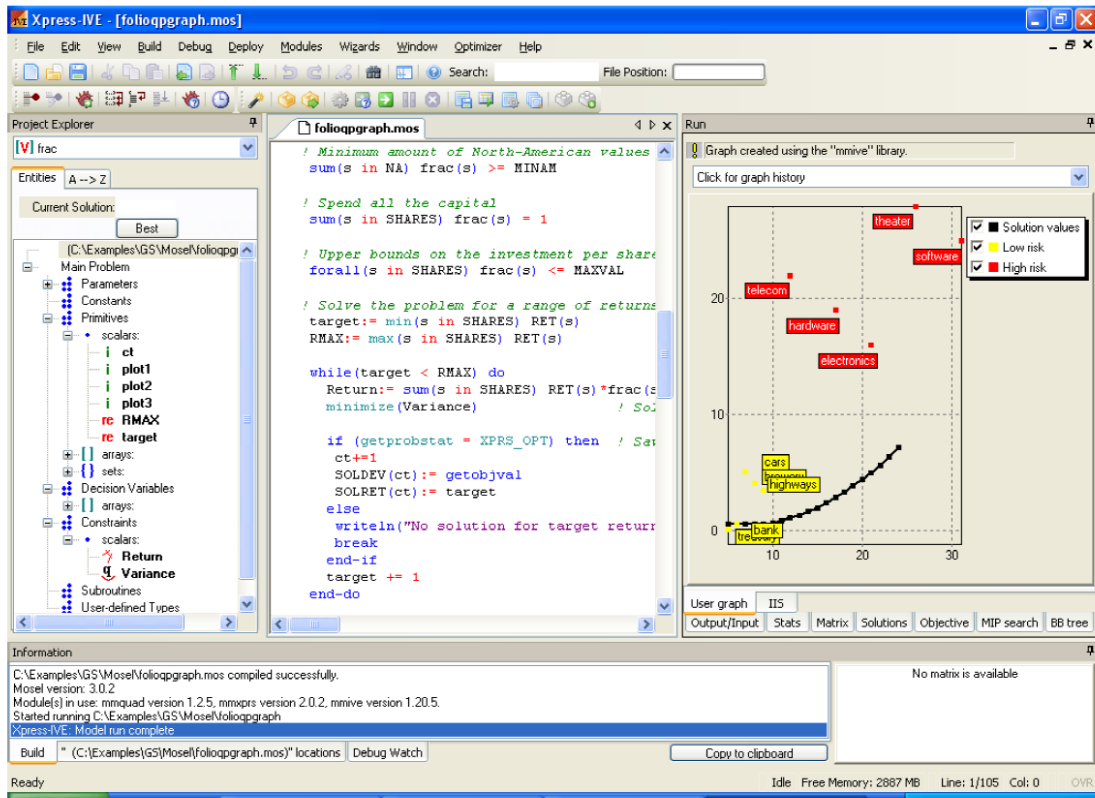 Xpress-IVE - [folioqpgraph.mos]
File Edit View Build Debug Deploy Modules Wizards Window Optimizer Help
Search: File Position:
Project Explorer
[V] frac
Entities A --> Z
Current Solution:
Best
(C:\Examples\GS\Mosel\folioqpgr
Main Problem
Parameters
Constants
Primitives
scalars:
i ct
i plot1
i plot2
i plot3
re RMAX
re target
[] arrays:
{} sets:
Decision Variables
[] arrays:
Constraints
scalars:
Return
q Variance
Subroutines
User-defined Types
folioqpgraph.mos
! Minimum amount of North-American values
sum(s in NA) frac(s) >= MINAM
! Spend all the capital
sum(s in SHARES) frac(s) = 1
! Upper bounds on the investment per share
forall(s in SHARES) frac(s) <= MAXVAL
! Solve the problem for a range of returns
target:= min(s in SHARES) RET(s)
RMAX:= max(s in SHARES) RET(s)
while(target < RMAX) do
Return:= sum(s in SHARES) RET(s)*frac(s
minimize(Variance) ! Sol
if (getprobstat = XPRS_OPT) then ! Sav
ct+=1
SOLDEV(ct):= getobjval
SOLRET(ct):= target
else
writeln("No solution for target return
break
end-if
target += 1
end-do
Run
Graph created using the "mmive" library.
Click for graph history
theater
software
telecom
hardware
electronics
cars
highways
bank
Solution values
Low risk
High risk
20
10
0
10 20 30
User graph IIS
Output/Input Stats Matrix Solutions Objective MIP search BB tree
Information
C:\Examples\GS\Mosel\folioqpgraph.mos compiled successfully.
Mosel version: 3.0.2
Module(s) in use: mmquad version 1.2.5, mmxprs version 2.0.2, mmive version 1.20.5.
Started running C:\Examples\GS\Mosel\folioqpgraph
Xpress-IVE: Model run complete
No matrix is available
Build " (C:\Examples\GS\Mosel\folioqpgraph.mos)" locations Debug Watch
Copy to clipboard
Ready
Idle Free Memory: 2887 MB Line: 1/105 Col: 0 OVR